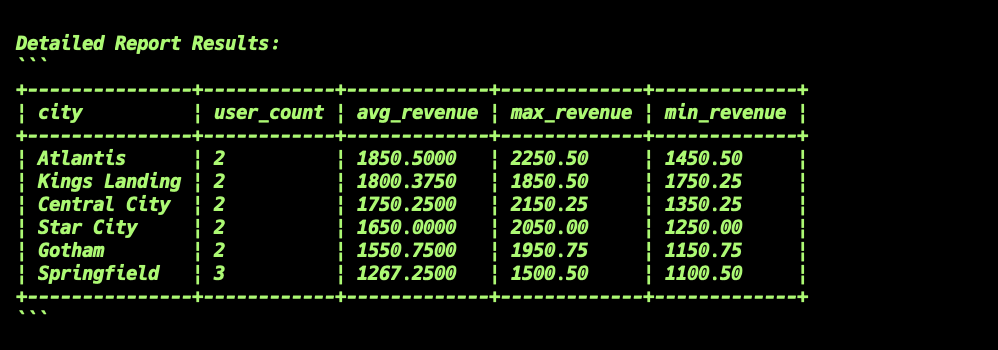 Detailed Report Results:
```
+---------------+------------+-------------+-------------+-------------+
| city          | user_count | avg_revenue | max_revenue | min_revenue |
+---------------+------------+-------------+-------------+-------------+
| Atlantis      | 2          | 1850.5000   | 2250.50     | 1450.50     |
| Kings Landing | 2          | 1800.3750   | 1850.50     | 1750.25     |
| Central City  | 2          | 1750.2500   | 2150.25     | 1350.25     |
| Star City     | 2          | 1650.0000   | 2050.00     | 1250.00     |
| Gotham        | 2          | 1550.7500   | 1950.75     | 1150.75     |
| Springfield   | 3          | 1267.2500   | 1500.50     | 1100.50     |
+---------------+------------+-------------+-------------+-------------+
```